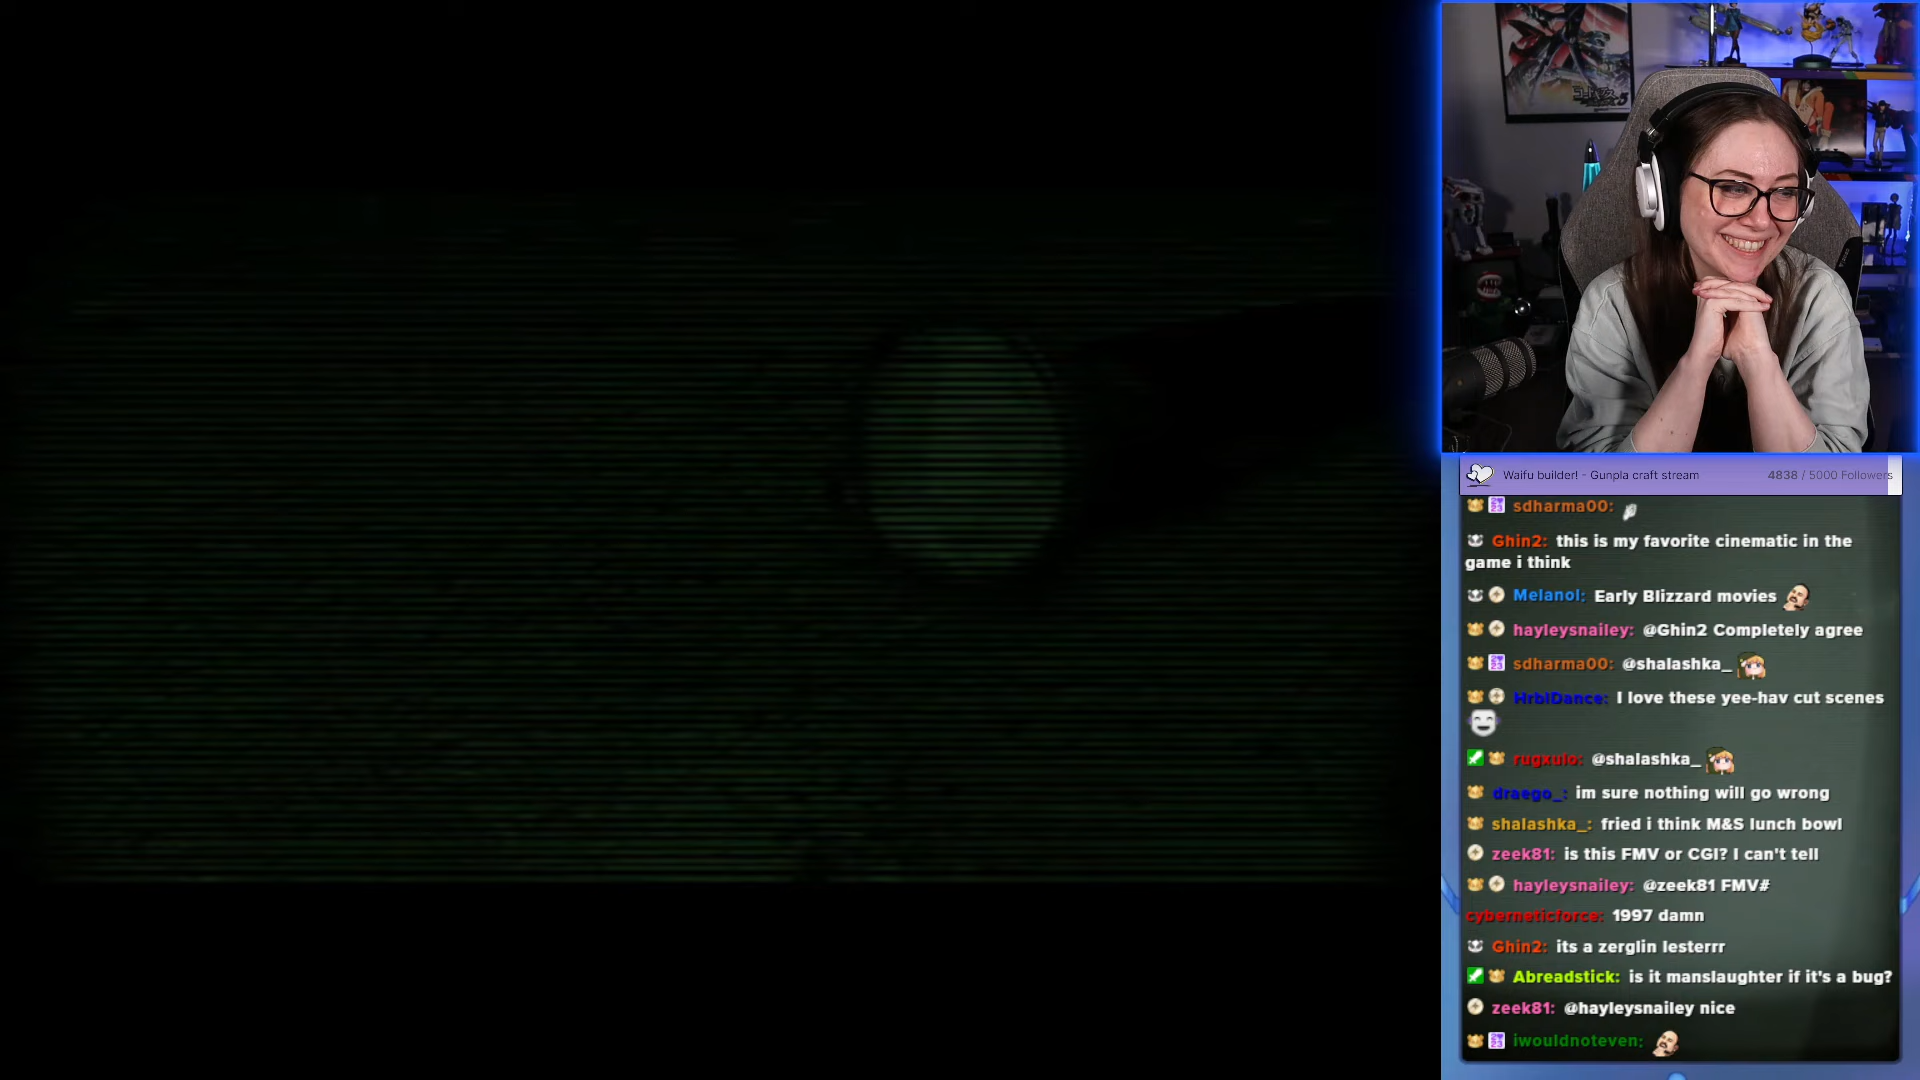 Waifu builder! - Gunpla craft stream 4838 / 5000 Followers
sdharma00:
Ghin2: this is my favorite cinematic in the
game i think
Melanol: Early Blizzard movies
hayleysnailey: @Ghin2 Completely agree
sdharma00: @shalashka_
HrblDance: I love these yee-hav cut scenes
rugxulo: @shalashka_
draego_: im sure nothing will go wrong
shalashka_: fried i think M&S lunch bowl
zeek81: is this FMV or CGI? I can't tell
hayleysnailey: @zeek81 FMV#
cyberneticforce: 1997 damn
Ghin2: its a zerglin lesterrr
Abreadstick: is it manslaughter if it's a bug?
zeek81: @hayleysnailey nice
iwouldnoteven: